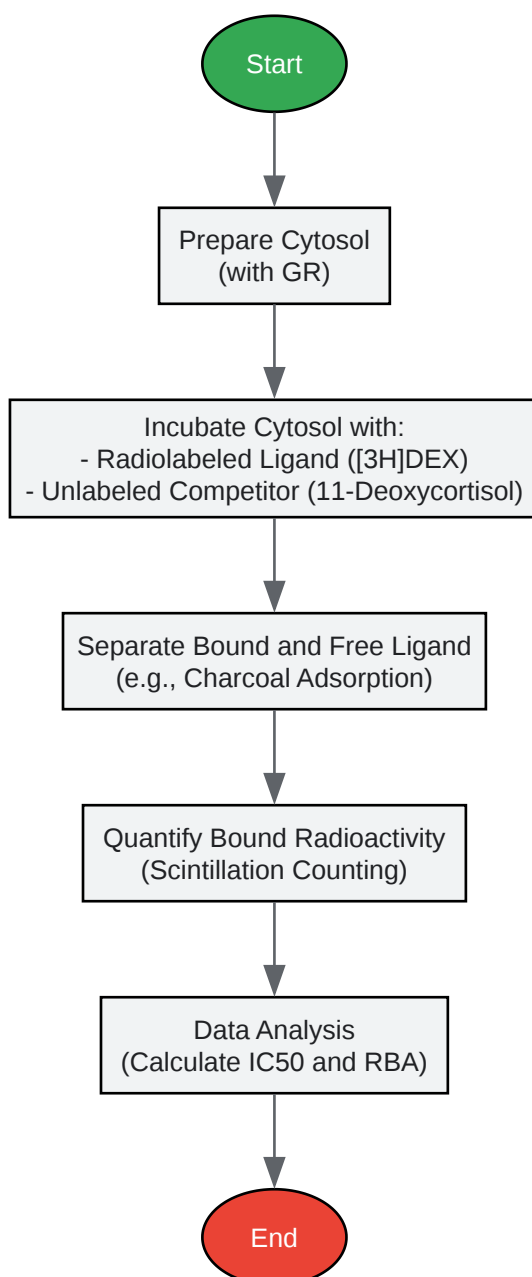 Start
Prepare Cytosol
(with GR)
Incubate Cytosol with:
- Radiolabeled Ligand ([3H]DEX)
- Unlabeled Competitor (11-Deoxycortisol)
Separate Bound and Free Ligand
(e.g., Charcoal Adsorption)
Quantify Bound Radioactivity
(Scintillation Counting)
Data Analysis
(Calculate IC50 and RBA)
End